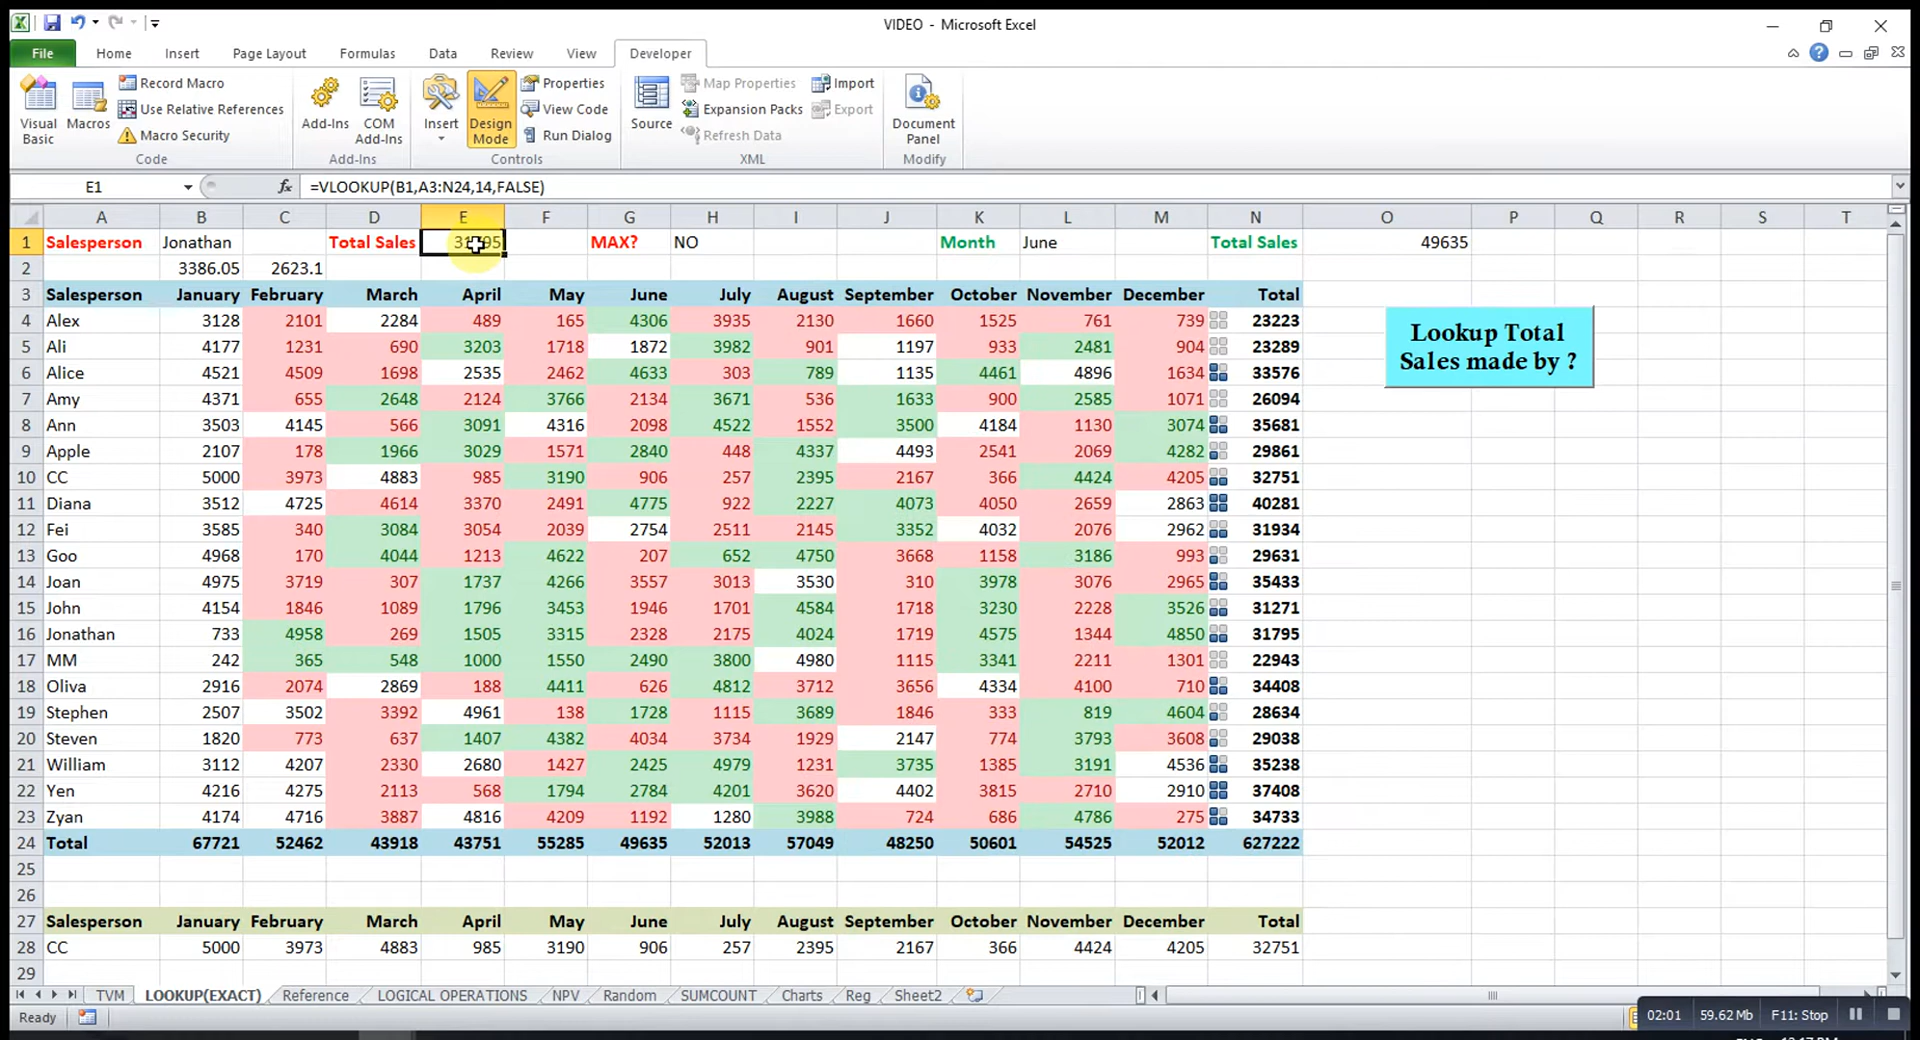 VIDEO - Microsoft Excel
File Home Insert Page Layout Formulas Data Review View Developer
Visual Basic
Macros
Record Macro
Use Relative References
Macro Security
Code
Add-Ins
COM Add-Ins
Add-Ins
Insert
Design Mode
Properties
View Code
Run Dialog
Controls
Source
Map Properties
Expansion Packs
Refresh Data
Import
Export
XML
Document Panel
Modify
E1 fx =VLOOKUP(B1,A3:N24,14,FALSE)
A B C D E F G H I J K L M N O P Q R S T
1 Salesperson Jonathan Total Sales MAX? NO Month June Total Sales 49635
2 3386.05 2623.1
3 Salesperson January February March April May June July August September October November December Total
4 Alex 3128 2101 2284 489 165 4306 3935 2130 1660 1525 761 739 23223
5 Ali 4177 1231 690 3203 1718 1872 3982 901 1197 933 2481 904 23289
6 Alice 4521 4509 1698 2535 2462 4633 303 789 1135 4461 4896 1634 33576
7 Amy 4371 655 2648 2124 3766 2134 3671 536 1633 900 2585 1071 26094
8 Ann 3503 4145 566 3091 4316 2098 4522 1552 3500 4184 1130 3074 35681
9 Apple 2107 178 1966 3029 1571 2840 448 4337 4493 2541 2069 4282 29861
10 CC 5000 3973 4883 985 3190 906 257 2395 2167 366 4424 4205 32751
11 Diana 3512 4725 4614 3370 2491 4775 922 2227 4073 4050 2659 2863 40281
12 Fei 3585 340 3084 3054 2039 2754 2511 2145 3352 4032 2076 2962 31934
13 Goo 4968 170 4044 1213 4622 207 652 4750 3668 1158 3186 993 29631
14 Joan 4975 3719 307 1737 4266 3557 3013 3530 310 3978 3076 2965 35433
15 John 4154 1846 1089 1796 3453 1946 1701 4584 1718 3230 2228 3526 31271
16 Jonathan 733 4958 269 1505 3315 2328 2175 4024 1719 4575 1344 4850 31795
17 MM 242 365 548 1000 1550 2490 3800 4980 1115 3341 2211 1301 22943
18 Oliva 2916 2074 2869 188 4411 626 4812 3712 3656 4334 4100 710 34408
19 Stephen 2507 3502 3392 4961 138 1728 1115 3689 1846 333 819 4604 28634
20 Steven 1820 773 637 1407 4382 4034 3734 1929 2147 774 3793 3608 29038
21 William 3112 4207 2330 2680 1427 2425 4979 1231 3735 1385 3191 4536 35238
22 Yen 4216 4275 2113 568 1794 2784 4201 3620 4402 3815 2710 2910 37408
23 Zyan 4174 4716 3887 4816 4209 1192 1280 3988 724 686 4786 275 34733
24 Total 67721 52462 43918 43751 55285 49635 52013 57049 48250 50601 54525 52012 627222
25
26
27 Salesperson January February March April May June July August September October November December Total
28 CC 5000 3973 4883 985 3190 906 257 2395 2167 366 4424 4205 32751
29
Lookup Total
Sales made by ?
TVM LOOKUP(EXACT) Reference LOGICAL OPERATIONS NPV Random SUMCOUNT Charts Reg Sheet2
Ready
02:01 59.62 Mb F11: Stop